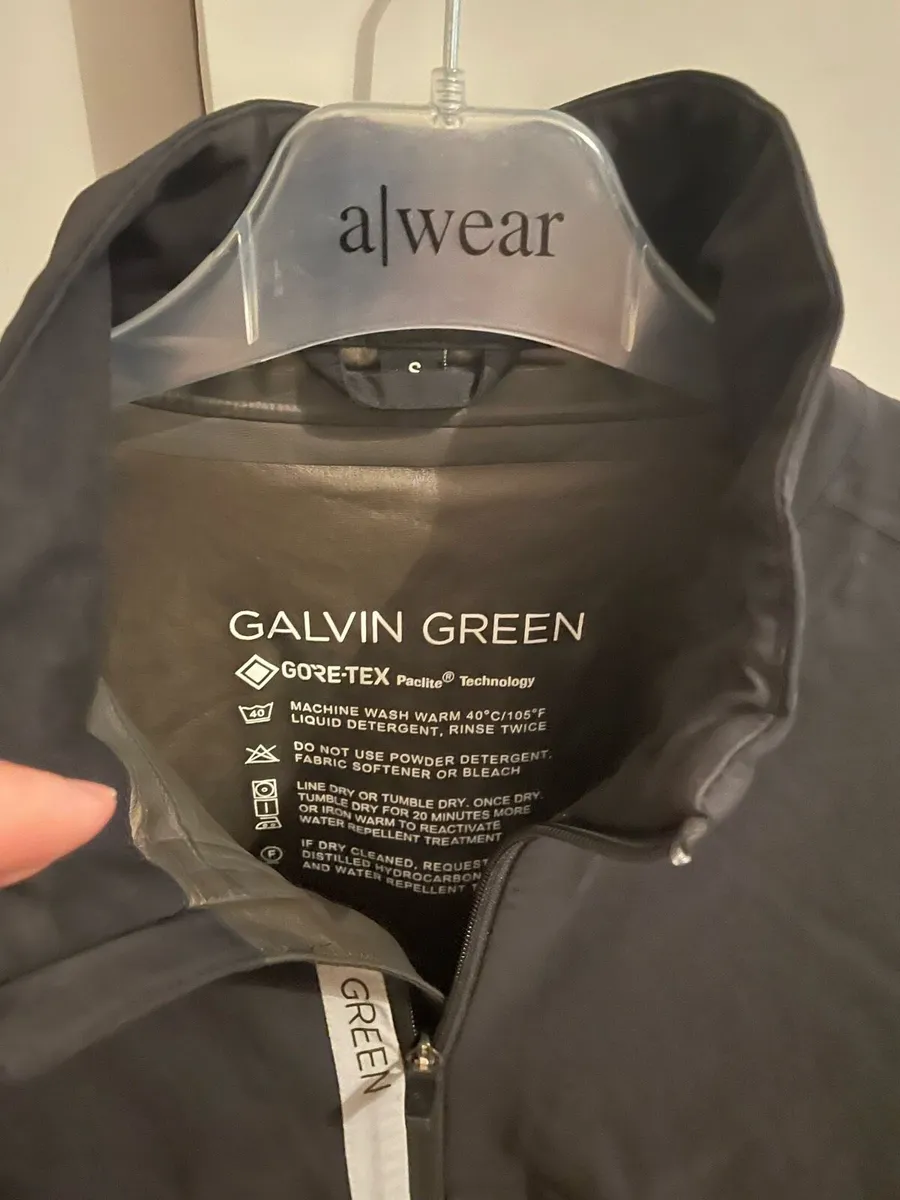 a|wear
S
GALVIN GREEN
GORE-TEX Paclite® Technology
40 MACHINE WASH WARM 40°C/105°F
LIQUID DETERGENT, RINSE TWICE
DO NOT USE POWDER DETERGENT,
FABRIC SOFTENER OR BLEACH
LINE DRY OR TUMBLE DRY. ONCE DRY,
TUMBLE DRY FOR 20 MINUTES MORE
OR IRON WARM TO REACTIVATE
WATER REPELLENT TREATMENT
F IF DRY CLEANED, REQUEST
DISTILLED HYDROCARBON
AND WATER REPELLENT
GREEN